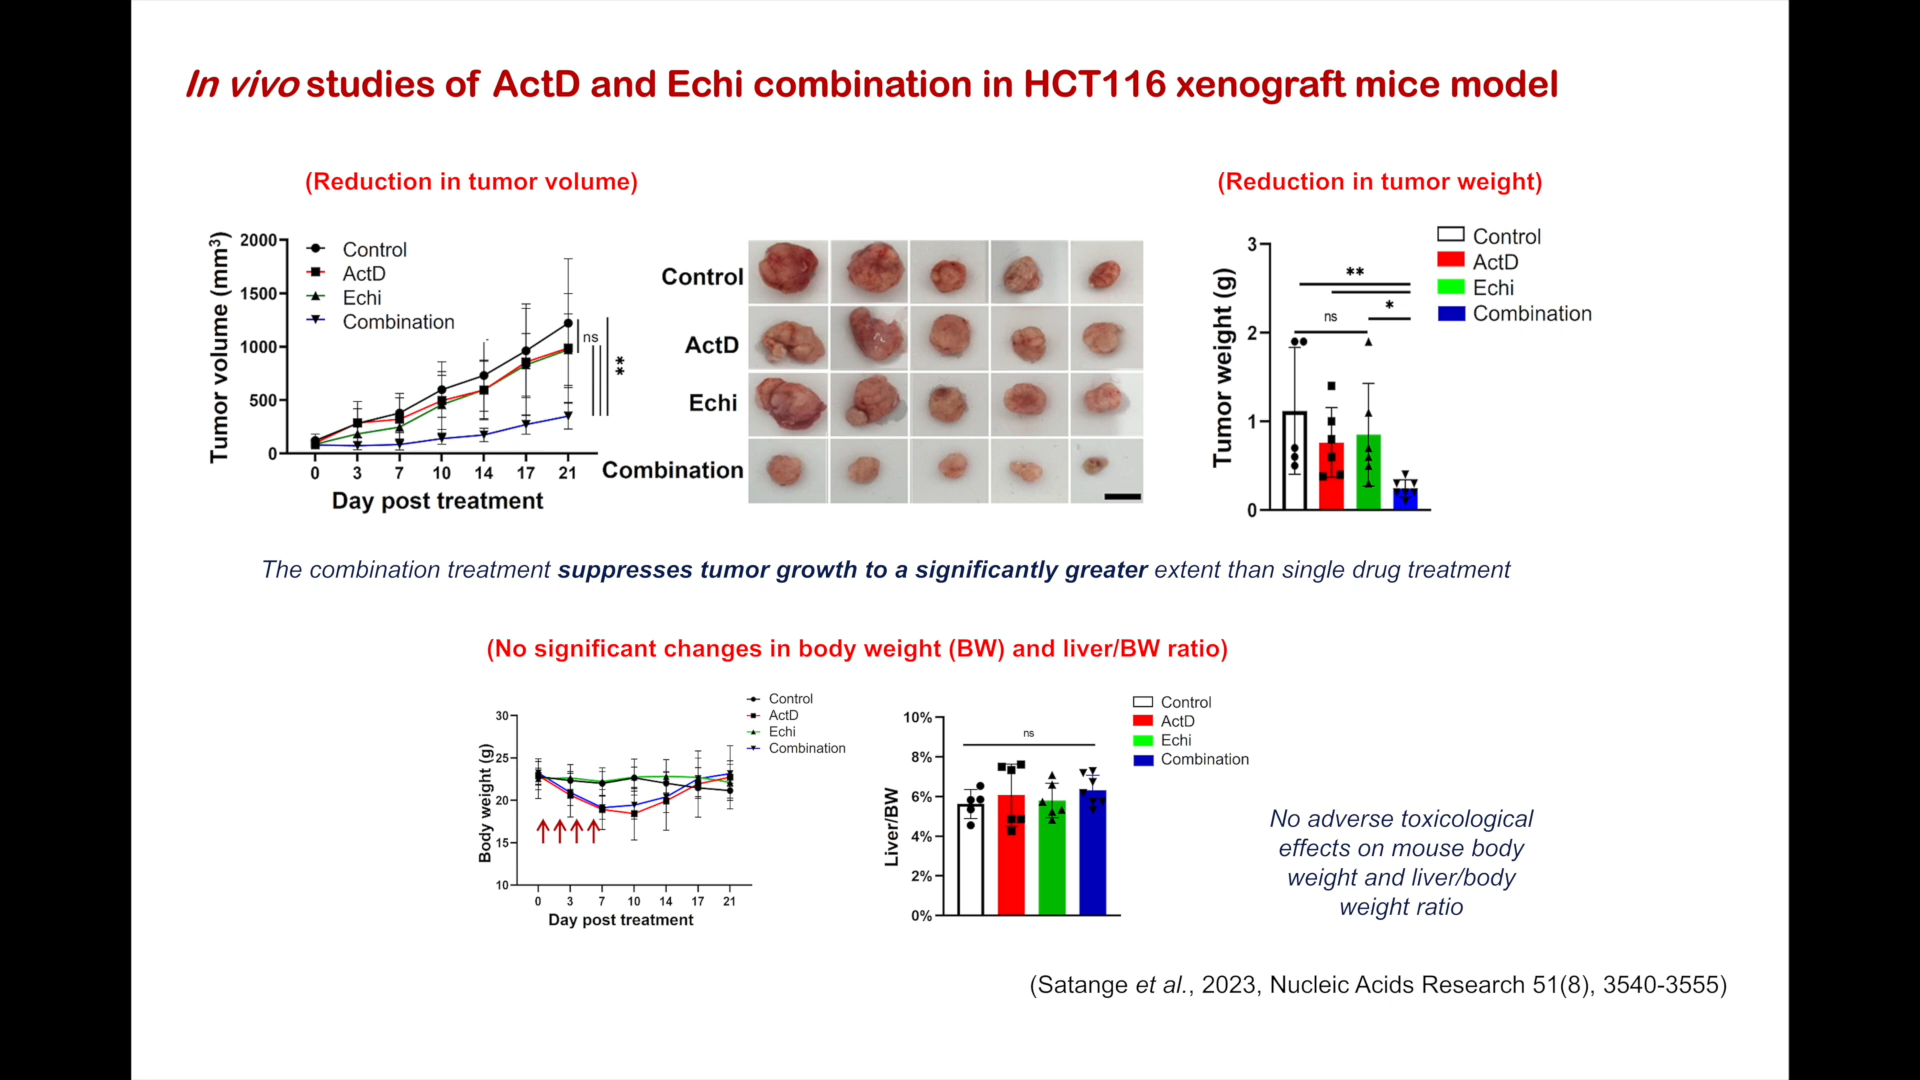 In vivo studies of ActD and Echi combination in HCT116 xenograft mice model
(Reduction in tumor volume)
(Reduction in tumor weight)
Tumor volume (mm³)
2000
1500
1000
500
0
Control
ActD
Echi
Combination
ns
**
0 3 7 10 14 17 21
Day post treatment
Control
ActD
Echi
Combination
Tumor weight (g)
3
2
1
0
**
*
ns
Control
ActD
Echi
Combination
The combination treatment suppresses tumor growth to a significantly greater extent than single drug treatment
(No significant changes in body weight (BW) and liver/BW ratio)
Body weight (g)
30
25
20
15
10
Control
ActD
Echi
Combination
0 3 7 10 14 17 21
Day post treatment
Liver/BW
10%
8%
6%
4%
2%
0%
ns
Control
ActD
Echi
Combination
No adverse toxicological
effects on mouse body
weight and liver/body
weight ratio
(Satange et al., 2023, Nucleic Acids Research 51(8), 3540-3555)